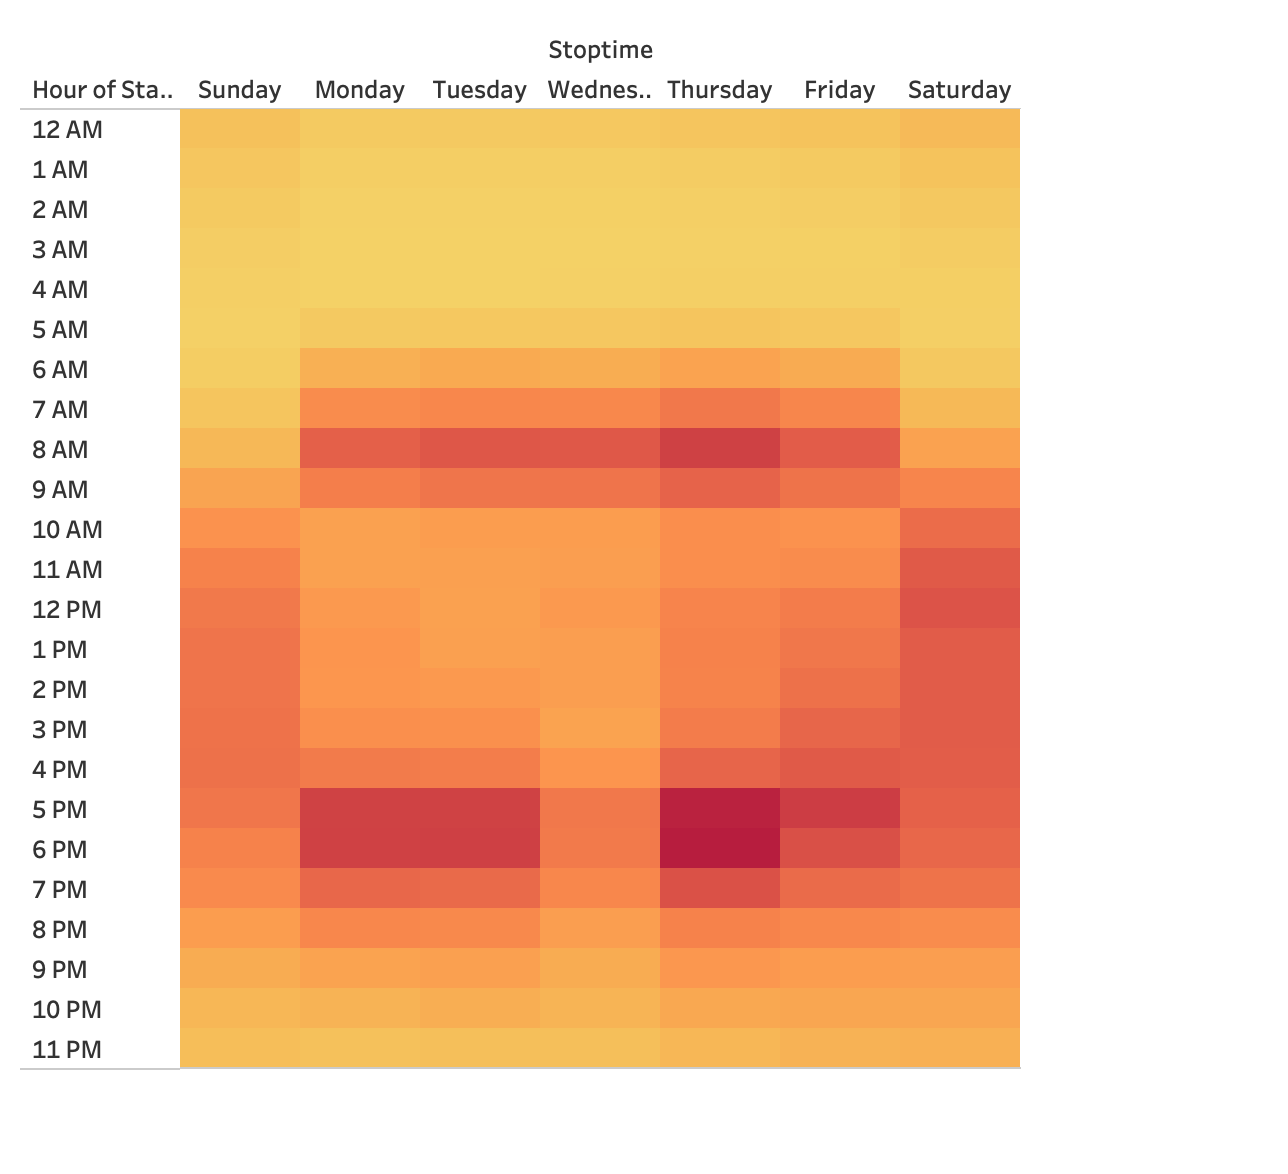 Stoptime
Hour of Sta.. Sunday Monday Tuesday Wednes.. Thursday Friday Saturday
12 AM
1 AM
2 AM
3 AM
4 AM
5 AM
6 AM
7 AM
8 AM
9 AM
10 AM
11 AM
12 PM
1 PM
2 PM
3 PM
4 PM
5 PM
6 PM
7 PM
8 PM
9 PM
10 PM
11 PM